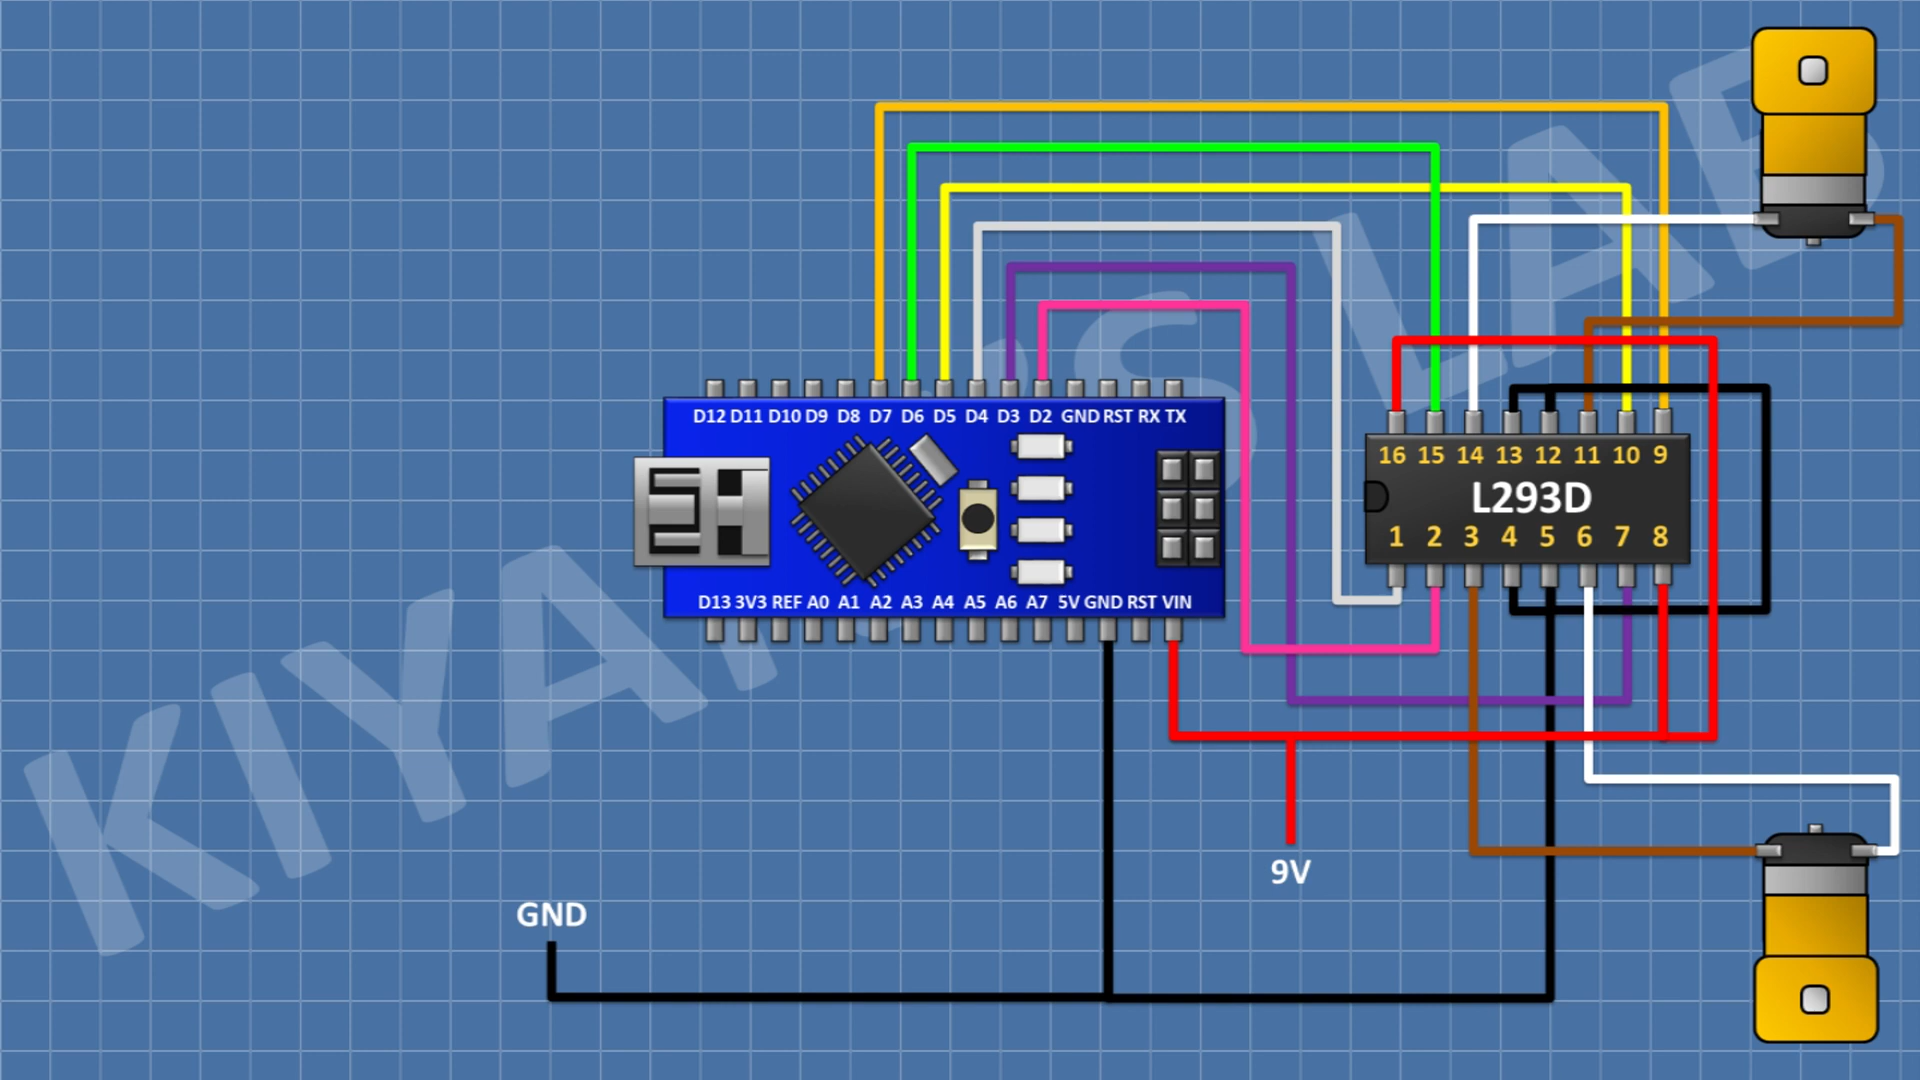 D12 D11 D10 D9 D8 D7 D6 D5 D4 D3 D2 GND RST RX TX
D13 3V3 REF A0 A1 A2 A3 A4 A5 A6 A7 5V GND RST VIN
16 15 14 13 12 11 10 9
L293D
1 2 3 4 5 6 7 8
9V
GND